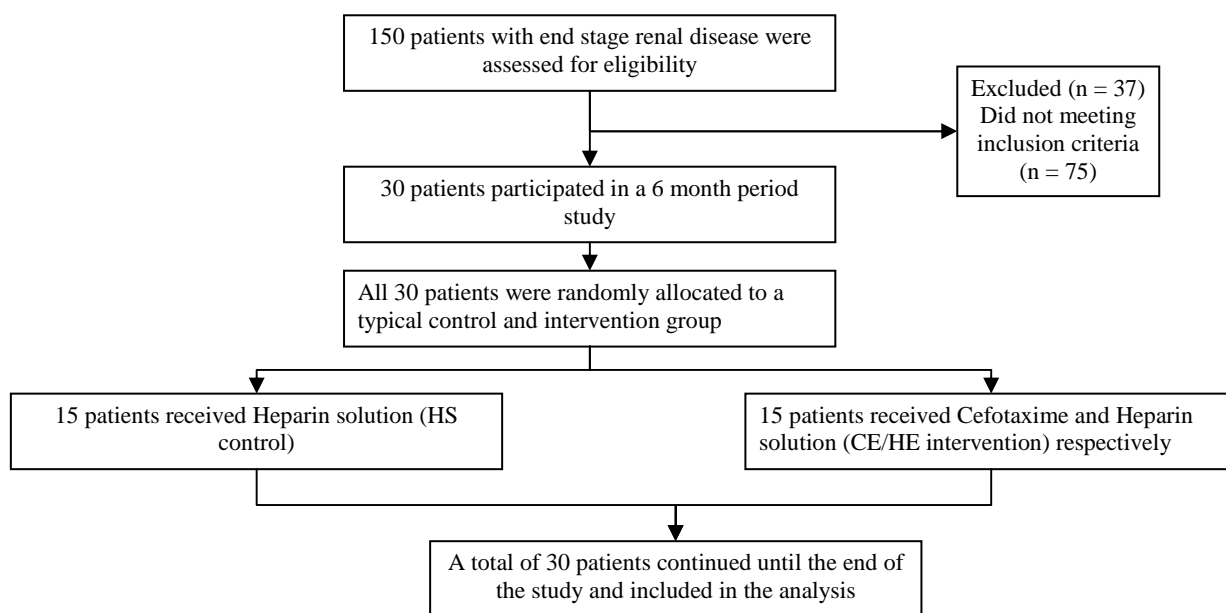 150 patients with end stage renal disease were
assessed for eligibility
Excluded (n = 37)
Did not meeting
inclusion criteria
(n = 75)
30 patients participated in a 6 month period
study
All 30 patients were randomly allocated to a
typical control and intervention group
15 patients received Heparin solution (HS
control)
15 patients received Cefotaxime and Heparin
solution (CE/HE intervention) respectively
A total of 30 patients continued until the end of
the study and included in the analysis